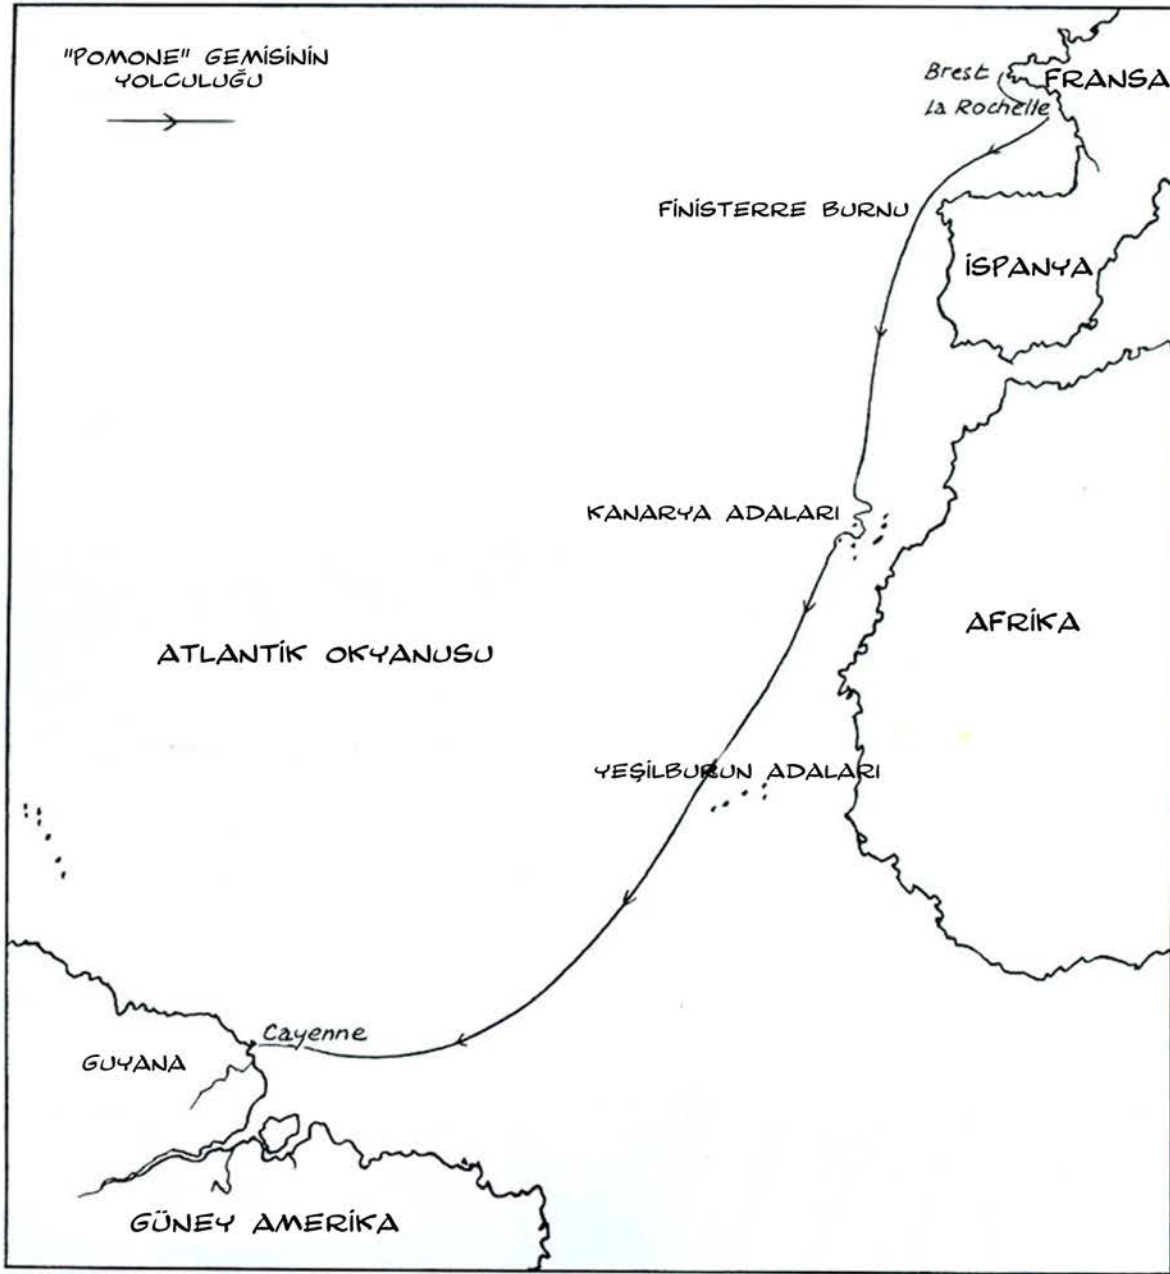 "POMONE" GEMİSİNİN
YOLCULUĞU
Brest
FRANSA
La Rochelle
FİNİSTERRE BURNU
İSPANYA
KANARYA ADALARI
AFRİKA
ATLANTİK OKYANUSU
YEŞİLBURUN ADALARI
Cayenne
GUYANA
GÜNEY AMERİKA